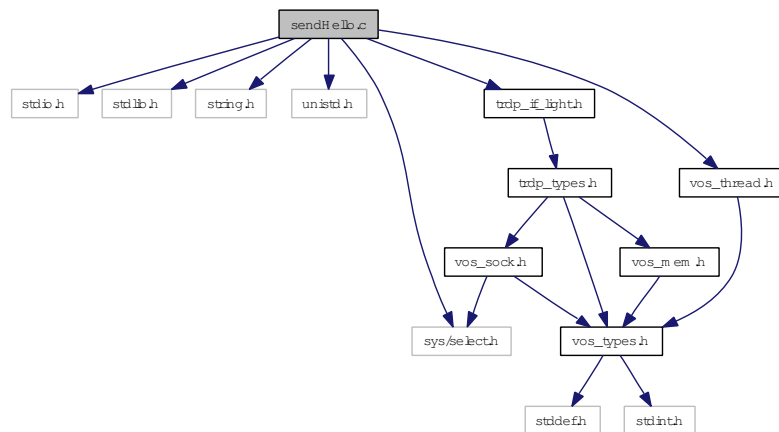 sendHello.c
stdio.h
stdlib.h
string.h
unistd.h
trdp_if_light.h
trdp_types.h
vos_thread.h
vos_sock.h
vos_mem.h
sys/select.h
vos_types.h
stddef.h
stdint.h